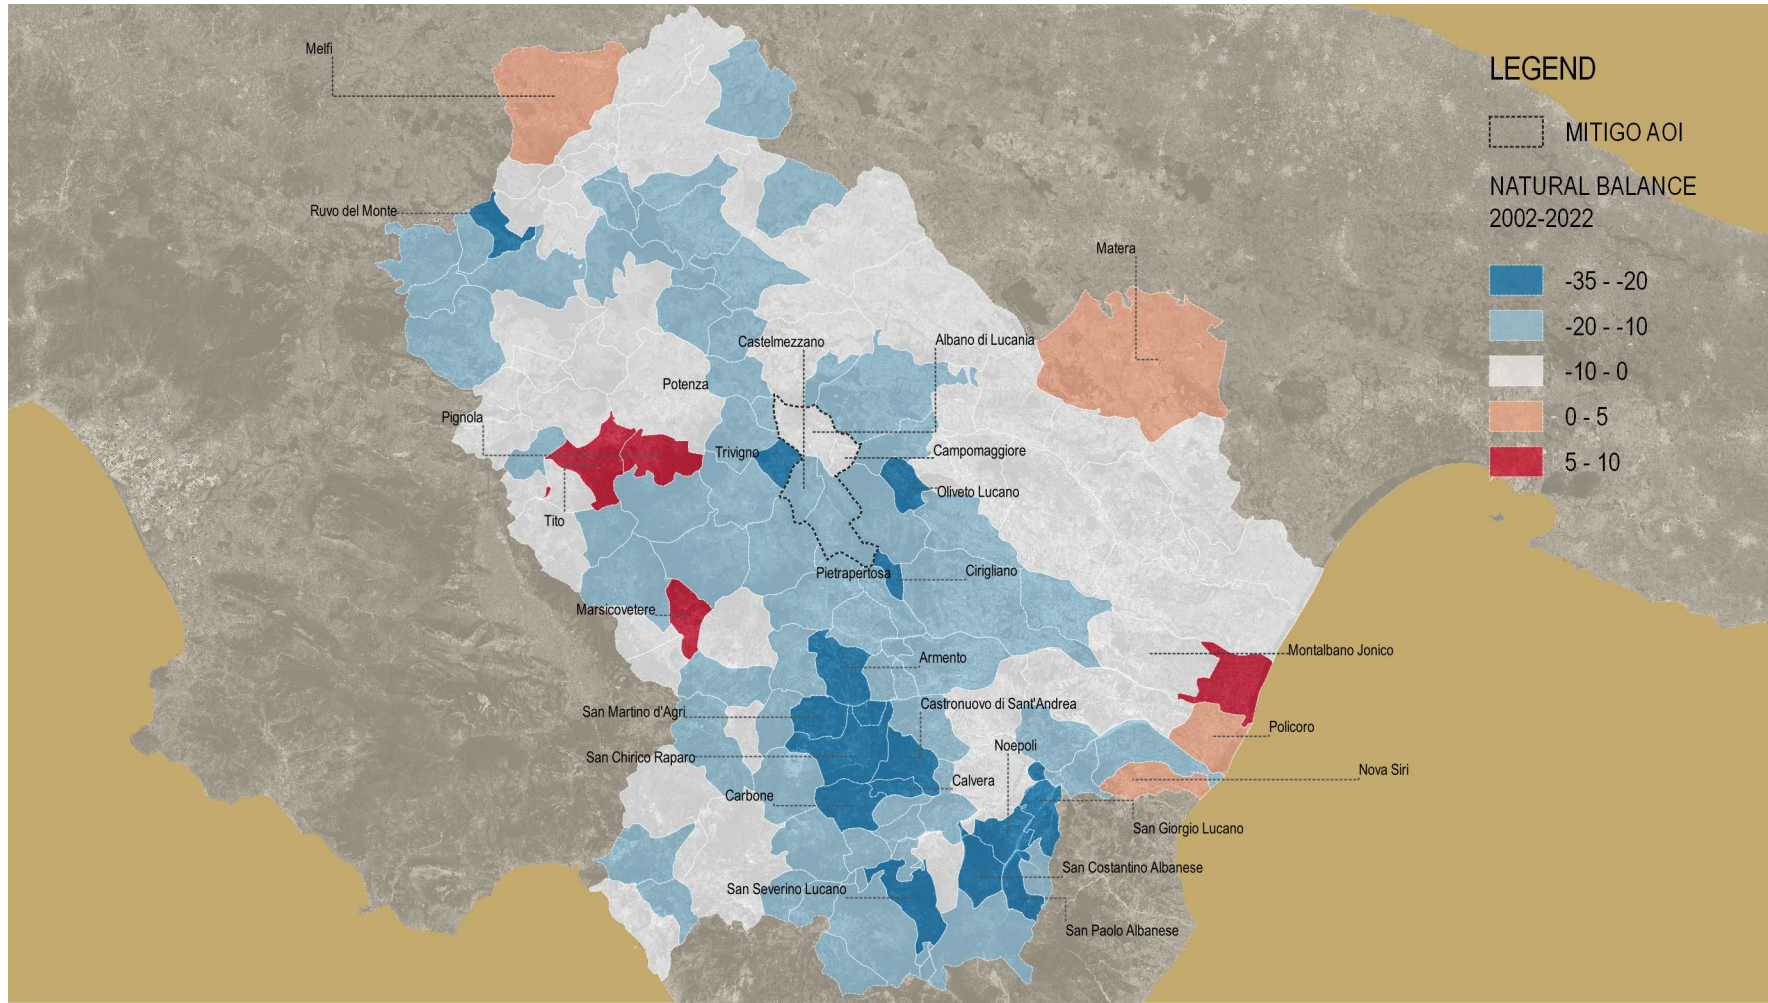 Melfi
Ruvo del Monte
Matera
Castelmezzano
Albano di Lucania
Potenza
Pignola
Trivigno
Campomaggiore
Oliveto Lucano
Tito
Pietrapertosa
Cirigliano
Marsicovetere
Armento
Montalbano Jonico
San Martino d'Agri
Castronuovo di Sant'Andrea
Policoro
Noepoli
San Chirico Raparo
Nova Siri
Calvera
Carbone
San Giorgio Lucano
San Costantino Albanese
San Severino Lucano
San Paolo Albanese
LEGEND
MITIGO AOI
NATURAL BALANCE
2002-2022
-35 - -20
-20 - -10
-10 - 0
0 - 5
5 - 10